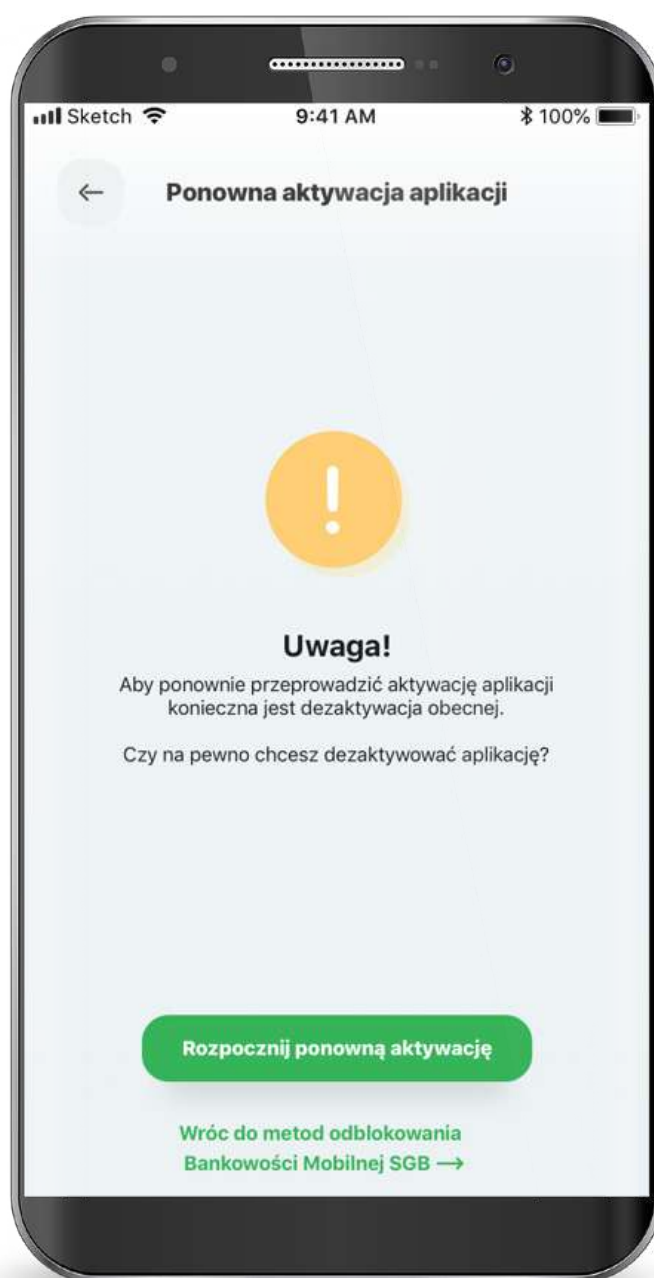 Sketch 9:41 AM 100%
← Ponowna aktywacja aplikacji
!
Uwaga!
Aby ponownie przeprowadzić aktywację aplikacji
konieczna jest dezaktywacja obecnej.
Czy na pewno chcesz dezaktywować aplikację?
Rozpocznij ponowną aktywację
Wróc do metod odblokowania
Bankowości Mobilnej SGB →